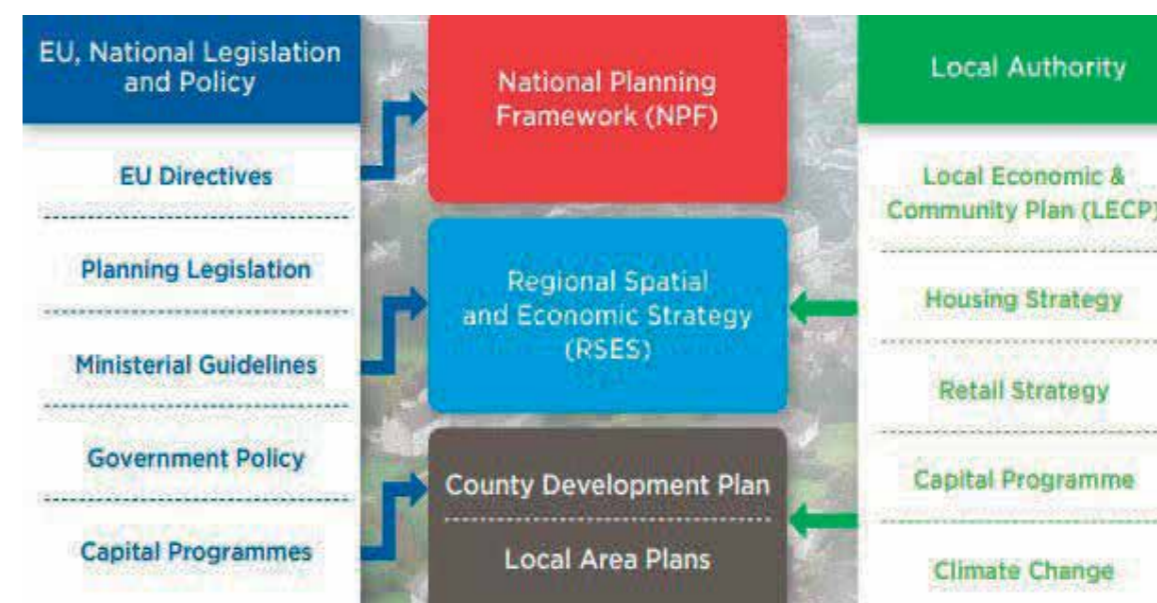 EU, National Legislation
and Policy
EU Directives
Planning Legislation
Ministerial Guidelines
Government Policy
Capital Programmes
National Planning
Framework (NPF)
Regional Spatial
and Economic Strategy
(RSES)
County Development Plan
Local Area Plans
Local Authority
Local Economic &
Community Plan (LECP)
Housing Strategy
Retail Strategy
Capital Programme
Climate Change